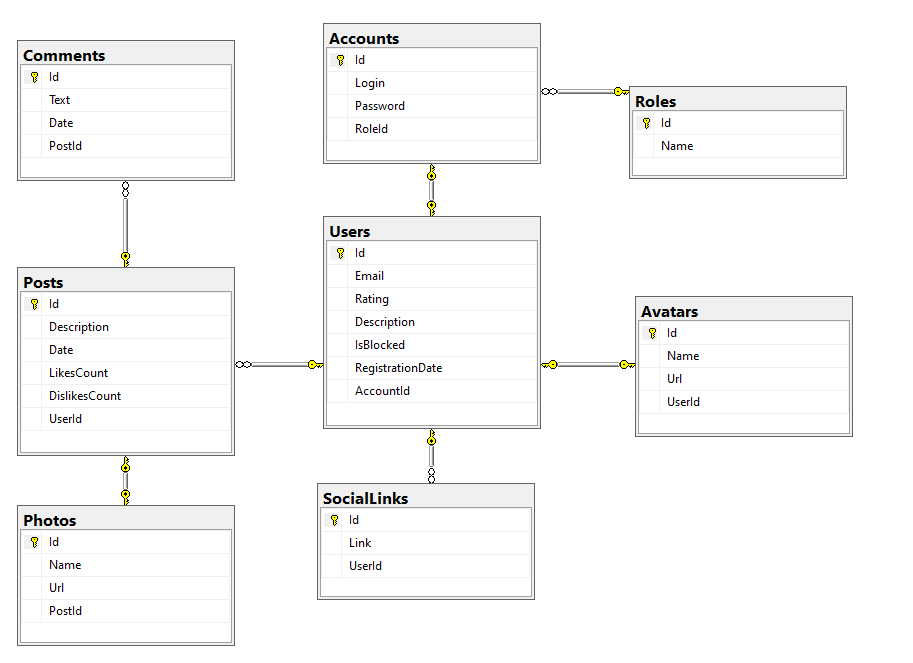 Comments
Id
Text
Date
PostId
Accounts
Id
Login
Password
RoleId
Roles
Id
Name
Posts
Id
Description
Date
LikesCount
DislikesCount
UserId
Users
Id
Email
Rating
Description
IsBlocked
RegistrationDate
AccountId
Avatars
Id
Name
Url
UserId
Photos
Id
Name
Url
PostId
SocialLinks
Id
Link
UserId